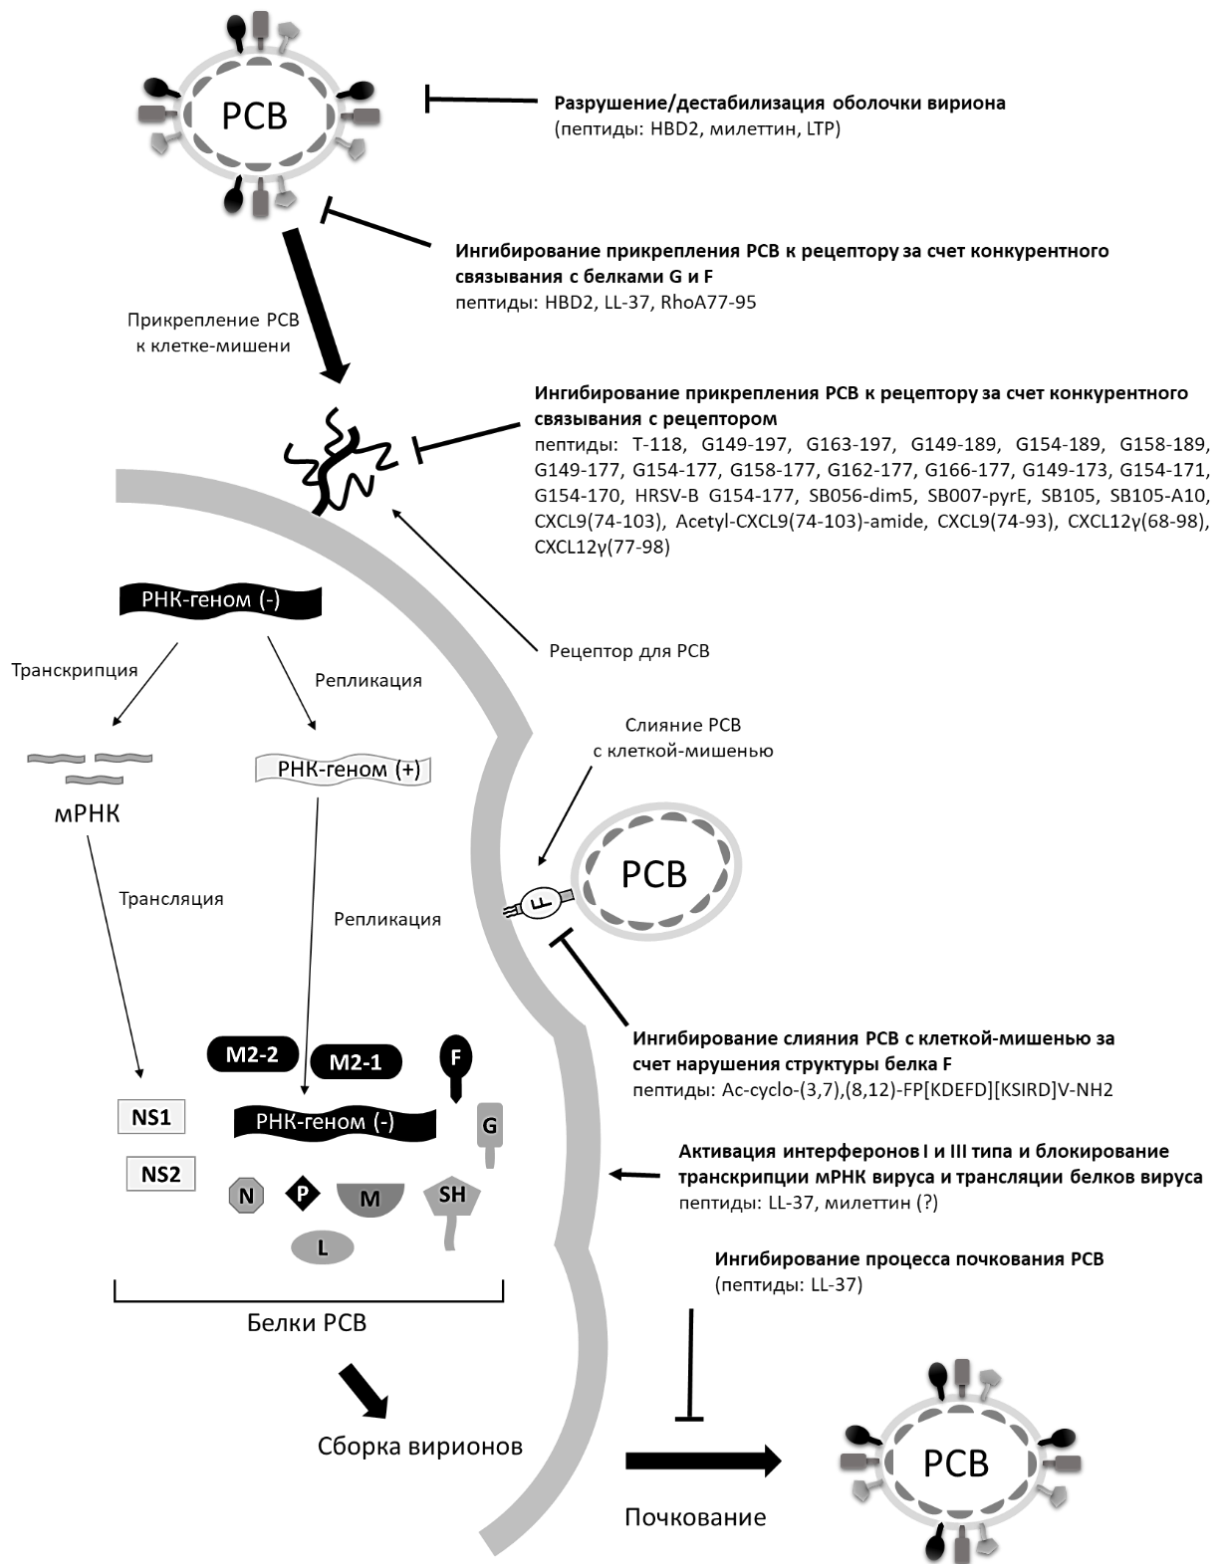 РСВ
Разрушение/дестабилизация оболочки вириона
(пептиды: HBD2, милеттин, LTP)
Ингибирование прикрепления РСВ к рецептору за счет конкурентного
связывания с белками G и F
пептиды: HBD2, LL-37, RhoA77-95
Прикрепление РСВ
к клетке-мишени
Ингибирование прикрепления РСВ к рецептору за счет конкурентного
связывания с рецептором
пептиды: T-118, G149-197, G163-197, G149-189, G154-189, G158-189,
G149-177, G154-177, G158-177, G162-177, G166-177, G149-173, G154-171,
G154-170, HRSV-B G154-177, SB056-dim5, SB007-pyrE, SB105, SB105-A10,
CXCL9(74-103), Acetyl-CXCL9(74-103)-amide, CXCL9(74-93), CXCL12γ(68-98),
CXCL12γ(77-98)
РНК-геном (-)
Рецептор для РСВ
Транскрипция
Репликация
Слияние РСВ
с клеткой-мишенью
РНК-геном (+)
мРНК
РСВ
F
Трансляция
Репликация
Ингибирование слияния РСВ с клеткой-мишенью за
счет нарушения структуры белка F
пептиды: Ac-cyclo-(3,7),(8,12)-FP[KDEFD][KSIRD]V-NH2
M2-2
M2-1
F
NS1
РНК-геном (-)
G
NS2
N
P
M
SH
L
Активация интерферонов I и III типа и блокирование
транскрипции мРНК вируса и трансляции белков вируса
пептиды: LL-37, милеттин (?)
Ингибирование процесса почкования РСВ
(пептиды: LL-37)
Белки РСВ
Сборка вирионов
РСВ
Почкование